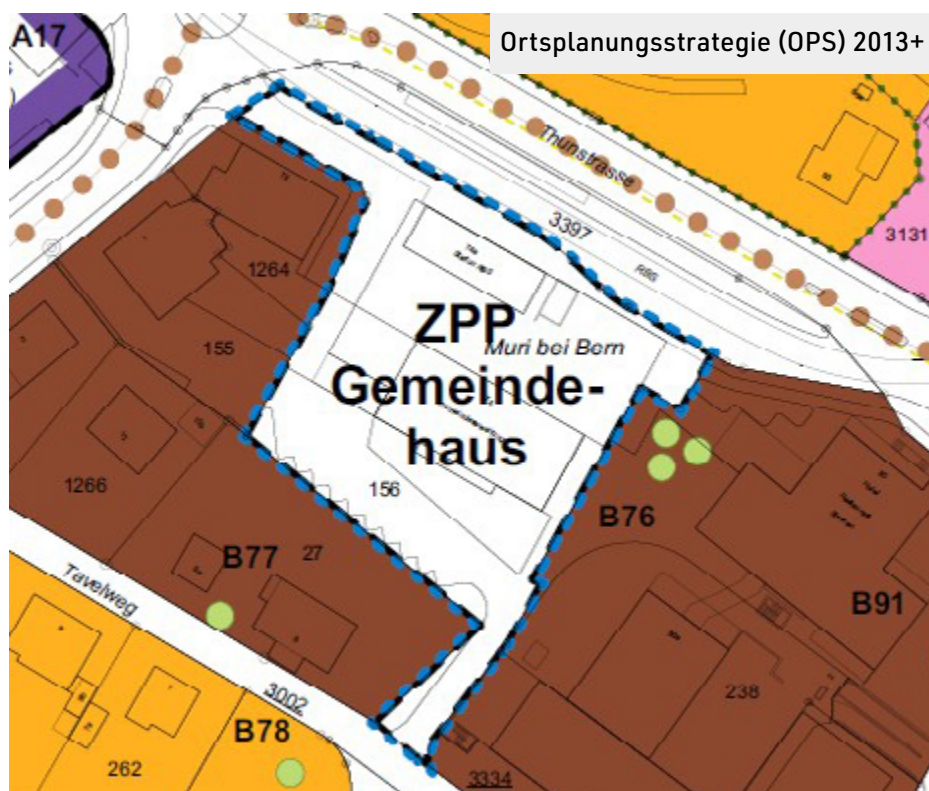 A17
Ortsplanungsstrategie (OPS) 2013+
Thunstrasse
3397
RBS
3131
1264
ZPP
Muri bei Bern
Gemeinde-
haus
155
156
1266
B76
B77
27
B91
Tavelweg
238
3002
B78
262
3334